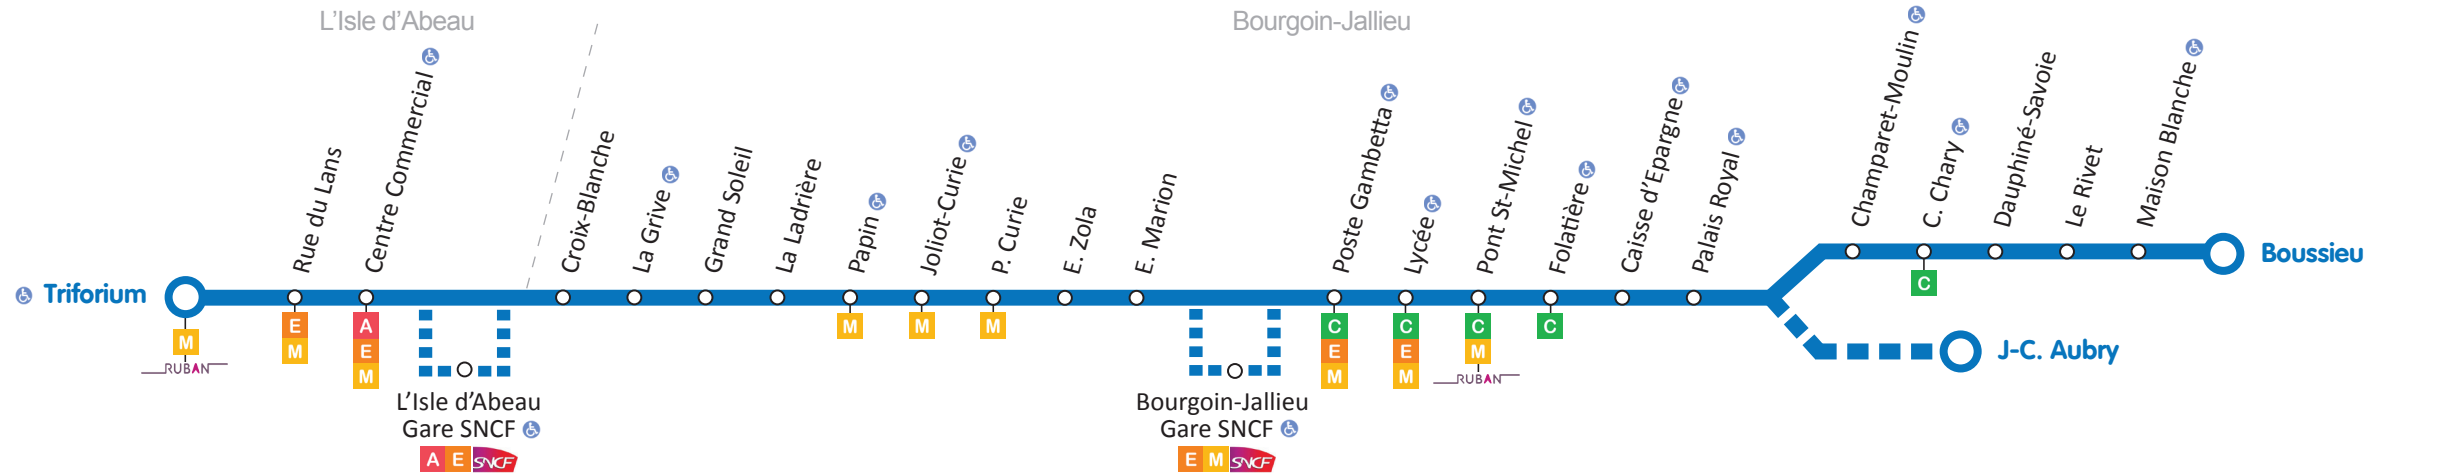 L'Isle d'Abeau
Bourgoin-Jallieu
Triforium
M
RUBAN
Rue du Lans
E
M
Centre Commercial
A
E
M
L'Isle d'Abeau
Gare SNCF
A E SNCF
Croix-Blanche
La Grive
Grand Soleil
La Ladrière
Papin
M
Joliot-Curie
M
P. Curie
M
E. Zola
E. Marion
Bourgoin-Jallieu
Gare SNCF
E M SNCF
Poste Gambetta
C
E
M
Lycée
C
E
M
Pont St-Michel
C
M
RUBAN
Folatière
C
Caisse d'Epargne
Palais Royal
Champaret-Moulin
C. Chary
C
Dauphiné-Savoie
Le Rivet
Maison Blanche
Boussieu
J-C. Aubry